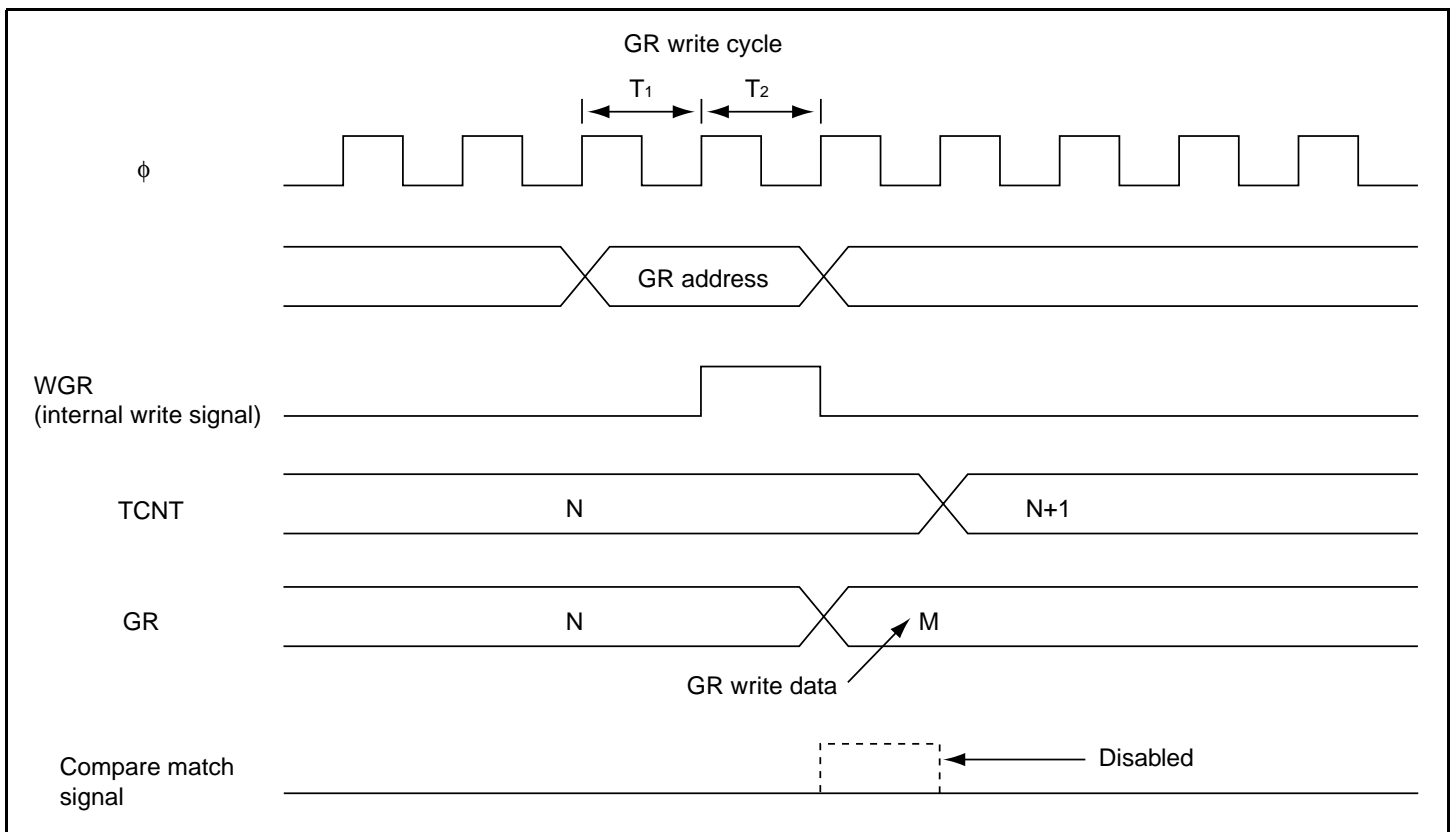 GR write cycle
T1 T2
ϕ
GR address
WGR
(internal write signal)
TCNT N N+1
GR N M
GR write data
Compare match
signal
Disabled